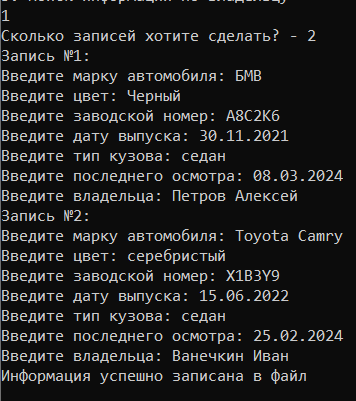 1
Сколько записей хотите сделать? - 2
Запись №1:
Введите марку автомобиля: БМВ
Введите цвет: Черный
Введите заводской номер: A8C2K6
Введите дату выпуска: 30.11.2021
Введите тип кузова: седан
Введите последнего осмотра: 08.03.2024
Введите владельца: Петров Алексей
Запись №2:
Введите марку автомобиля: Toyota Camry
Введите цвет: серебристый
Введите заводской номер: X1B3Y9
Введите дату выпуска: 15.06.2022
Введите тип кузова: седан
Введите последнего осмотра: 25.02.2024
Введите владельца: Ванечкин Иван
Информация успешно записана в файл